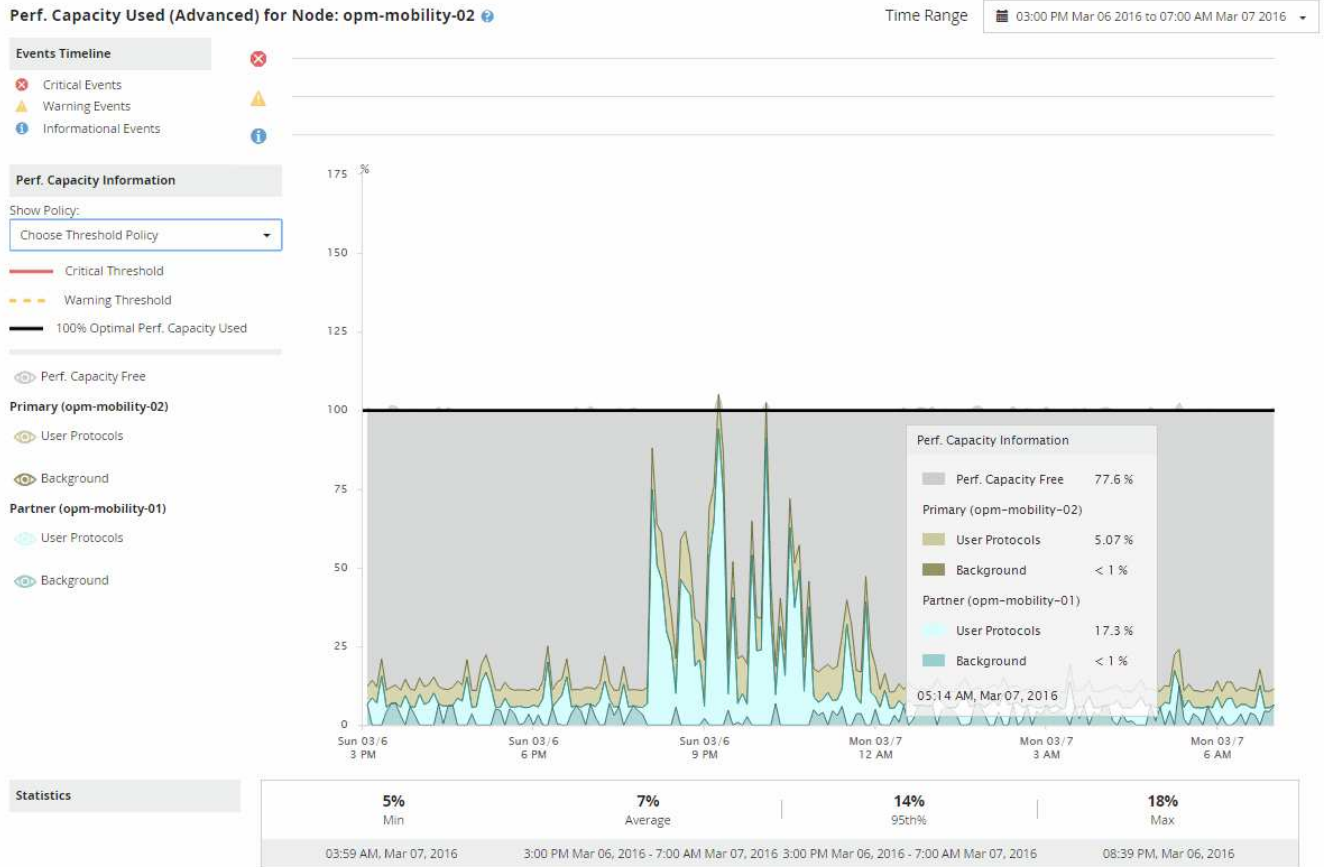 Perf. Capacity Used (Advanced) for Node: opm-mobility-02
Time Range
03:00 PM Mar 06 2016 to 07:00 AM Mar 07 2016
Events Timeline
Critical Events
Warning Events
Informational Events
Perf. Capacity Information
Show Policy:
Choose Threshold Policy
Critical Threshold
Warning Threshold
100% Optimal Perf. Capacity Used
Perf. Capacity Free
Primary (opm-mobility-02)
User Protocols
Background
Partner (opm-mobility-01)
User Protocols
Background
%
175
150
125
100
75
50
25
0
Sun 03/6 3 PM
Sun 03/6 6 PM
Sun 03/6 9 PM
Mon 03/7 12 AM
Mon 03/7 3 AM
Mon 03/7 6 AM
Perf. Capacity Information
Perf. Capacity Free 77.6 %
Primary (opm-mobility-02)
User Protocols 5.07 %
Background < 1 %
Partner (opm-mobility-01)
User Protocols 17.3 %
Background < 1 %
05:14 AM, Mar 07, 2016
Statistics
5% 7% 14% 18%
Min Average 95th% Max
03:59 AM, Mar 07, 2016 3:00 PM Mar 06, 2016 - 7:00 AM Mar 07, 2016 3:00 PM Mar 06, 2016 - 7:00 AM Mar 07, 2016 08:39 PM, Mar 06, 2016